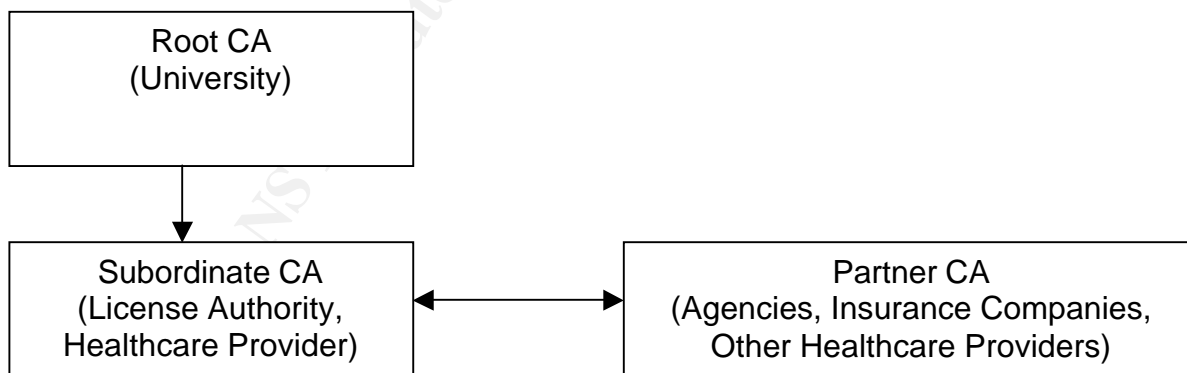 Root CA
(University)
Subordinate CA
(License Authority,
Healthcare Provider)
Partner CA
(Agencies, Insurance Companies,
Other Healthcare Providers)